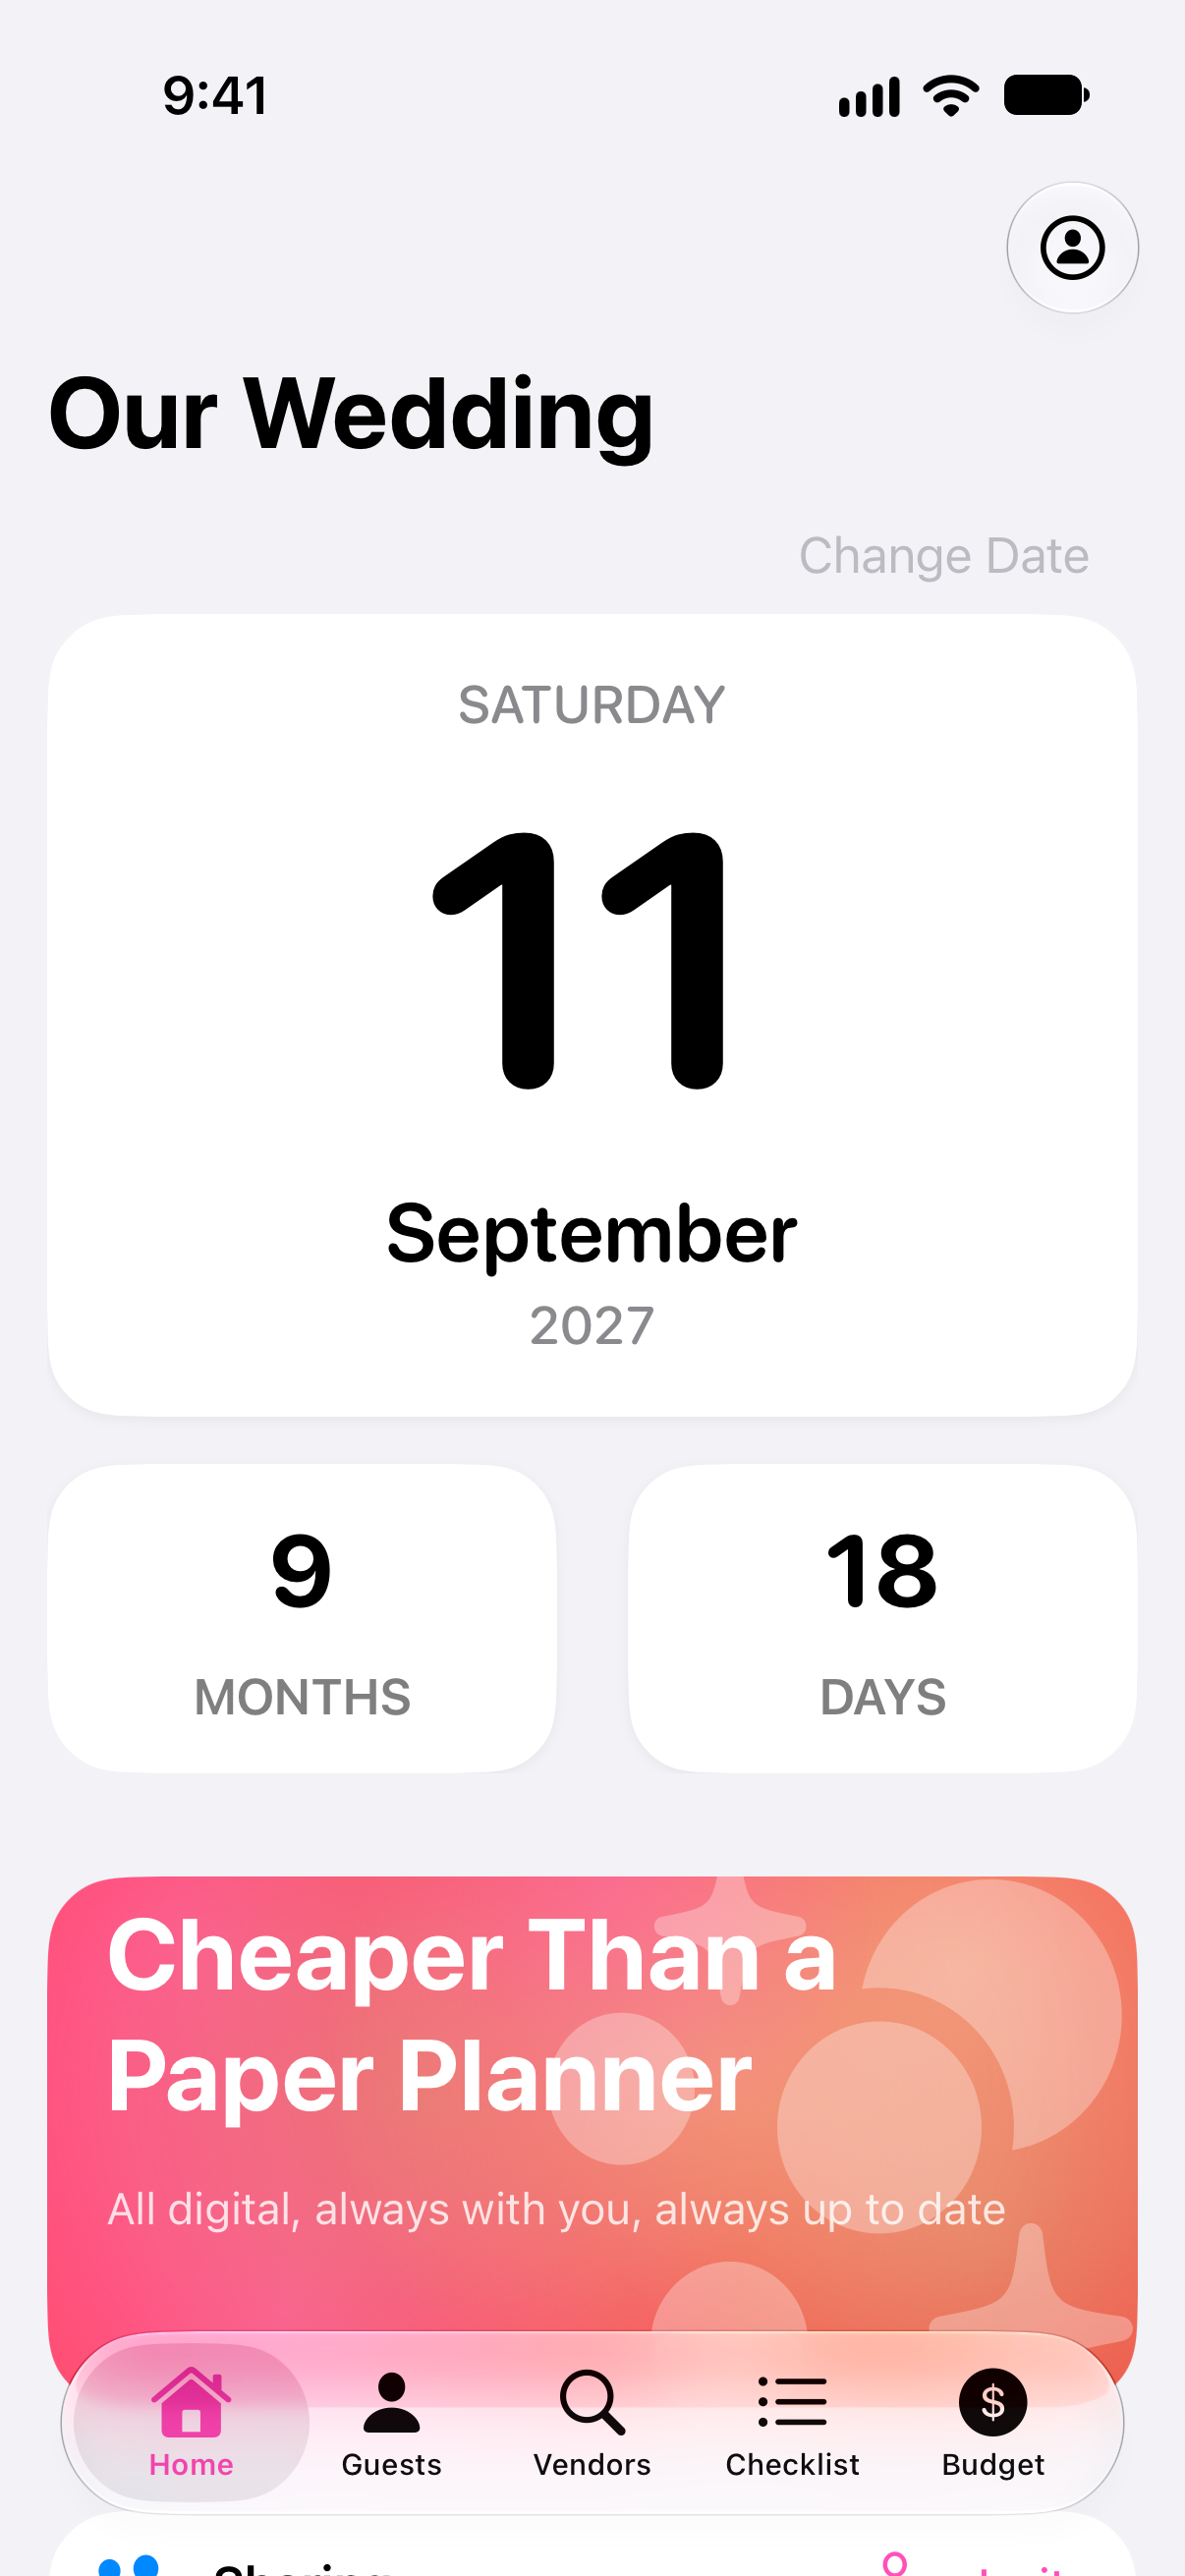 9:41
Our Wedding
Change Date
SATURDAY
11
September
2027
9
MONTHS
18
DAYS
Cheaper Than a
Paper Planner
All digital, always with you, always up to date
$
Home
Guests
Vendors
Checklist
Budget